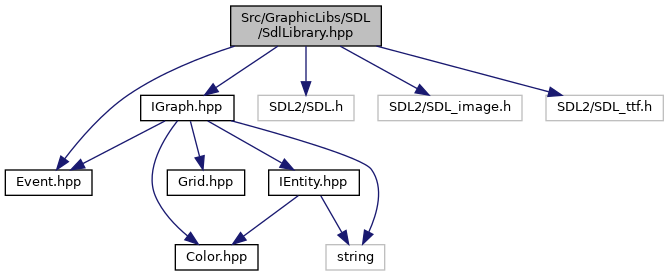 Src/GraphicLibs/SDL
/SdlLibrary.hpp
IGraph.hpp
SDL2/SDL.h
SDL2/SDL_image.h
SDL2/SDL_ttf.h
Event.hpp
Grid.hpp
IEntity.hpp
Color.hpp
string